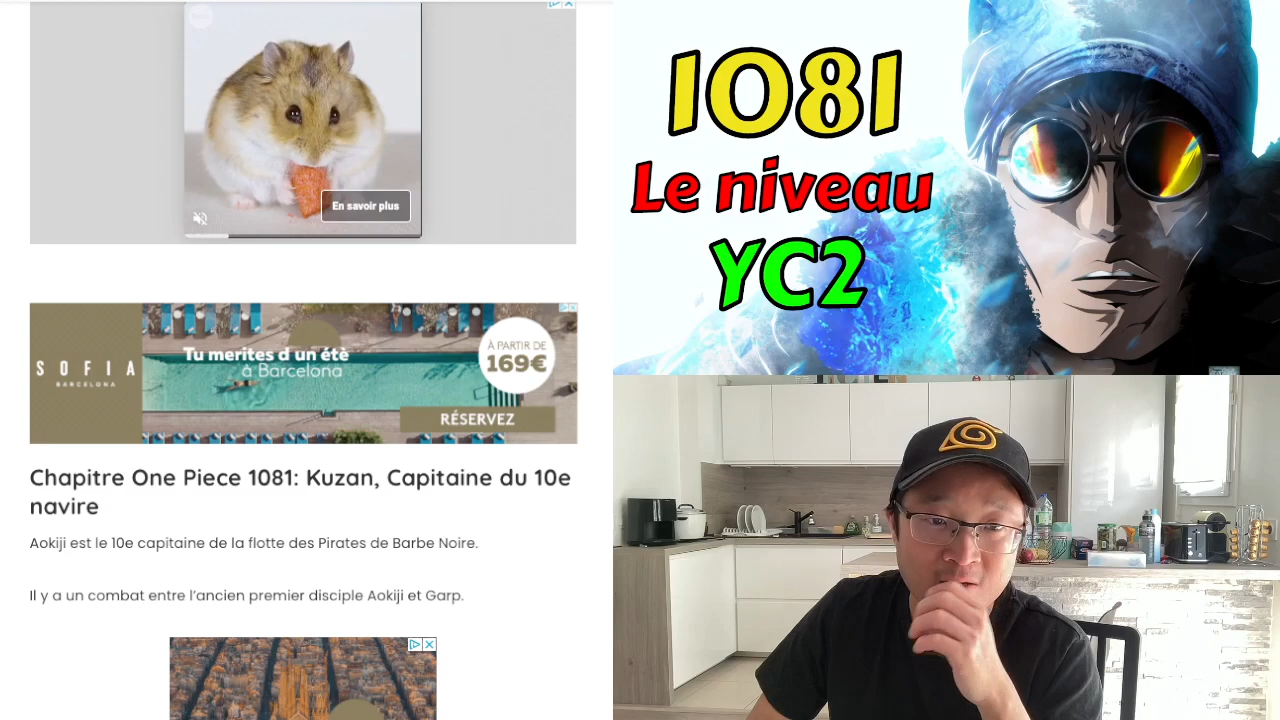 En savoir plus
SOFIA
BARCELONA
Tu merites d un été
à Barcelona
À PARTIR DE
169€
RÉSERVEZ
Chapitre One Piece 1081: Kuzan, Capitaine du 10e
navire
Aokiji est le 10e capitaine de la flotte des Pirates de Barbe Noire.
Il y a un combat entre l'ancien premier disciple Aokiji et Garp.
1081
Le niveau
YC2